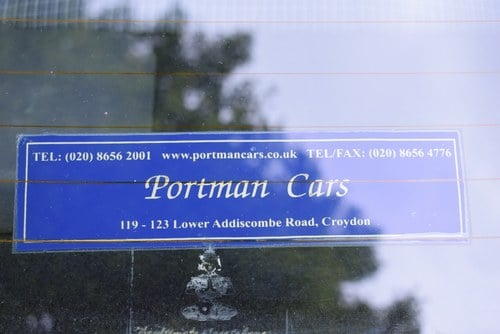 TEL: (020) 8656 2001 www.portmancars.co.uk TEL/FAX: (020) 8656 4776
Portman Cars
119 - 123 Lower Addiscombe Road, Croydon